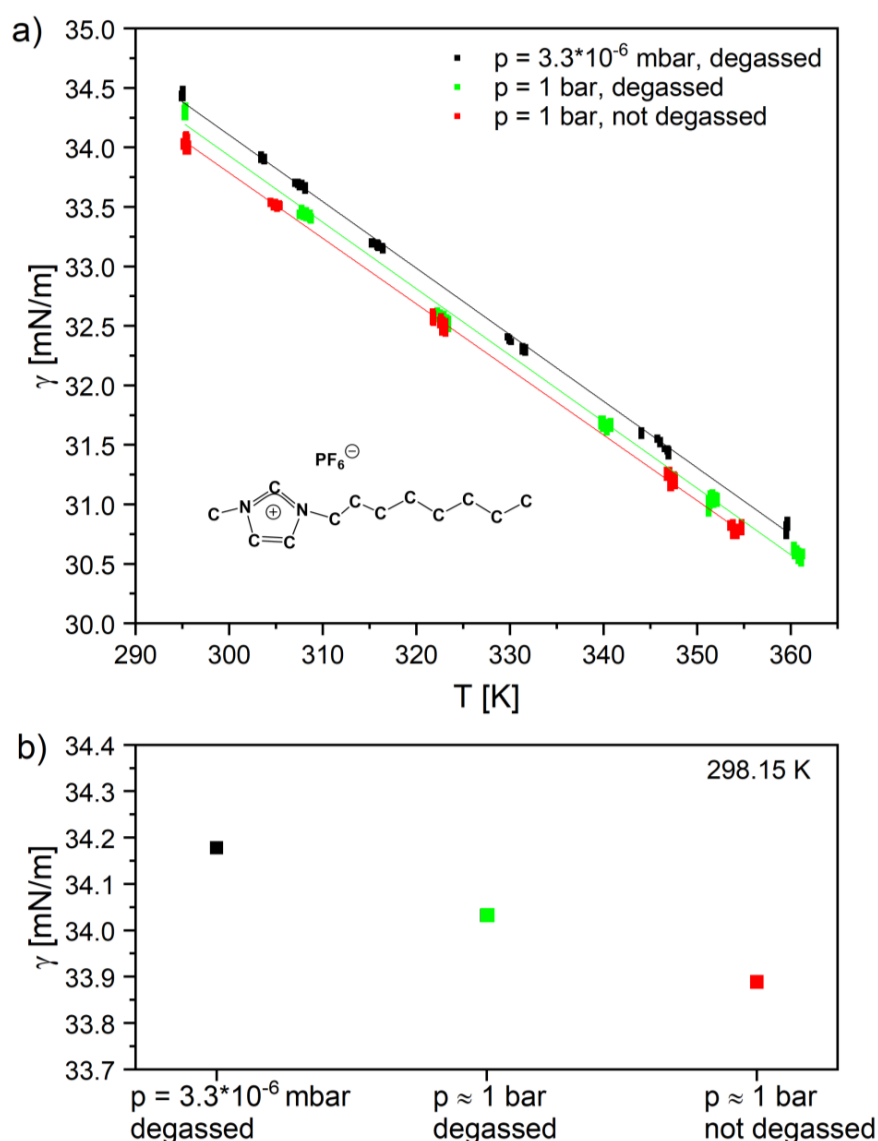 a)
γ [mN/m]
35.0
34.5
34.0
33.5
33.0
32.5
32.0
31.5
31.0
30.5
30.0
p = 3.3*10⁻⁶ mbar, degassed
p = 1 bar, degassed
p = 1 bar, not degassed
PF₆⊖
C N C N C C C C C C C C
⊕
C C
290 300 310 320 330 340 350 360
T [K]
b)
γ [mN/m]
34.4
34.3
34.2
34.1
34.0
33.9
33.8
33.7
298.15 K
p = 3.3*10⁻⁶ mbar
degassed
p ≈ 1 bar
degassed
p ≈ 1 bar
not degassed